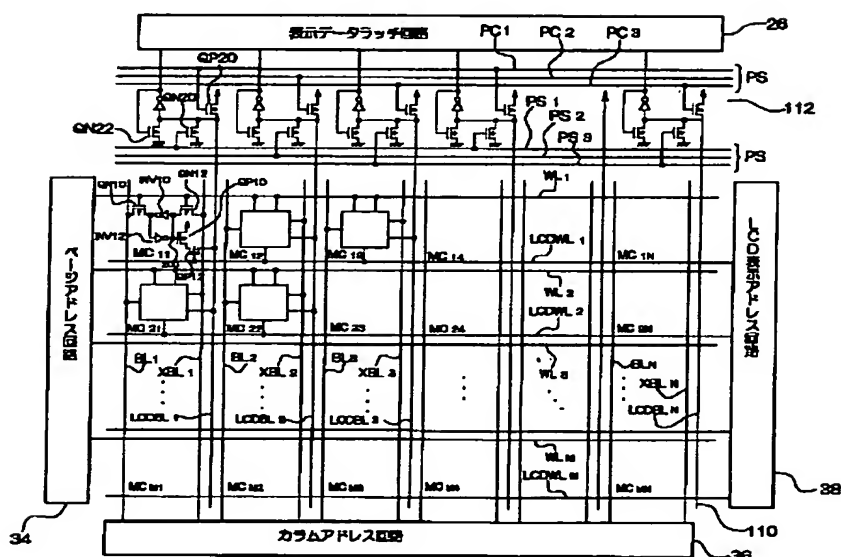 表示データラッチ回路
PC1
PC2
PC3
26
QP20
PS
112
QN20
QN22
PS1
PS2
PS3
PS
WL1
QP10
INV10
QN12
INV12
MC11
MC12
MC13
MC14
LCDWL1
MC1N
QP12
WL2
MC21
MC22
MC23
MC24
LCDWL2
MC2N
ページアドレス回路
LCD表示アドレス回路
BL1
XBL1
BL2
XBL2
BL3
XBL3
WL3
BLN
XBLN
LCDBL1
LCDBL2
LCDBL3
LCDBLN
WLM
MCM1
MCM2
MCM3
MCM4
LCDWLM
MCMN
34
38
110
カラムアドレス回路
36